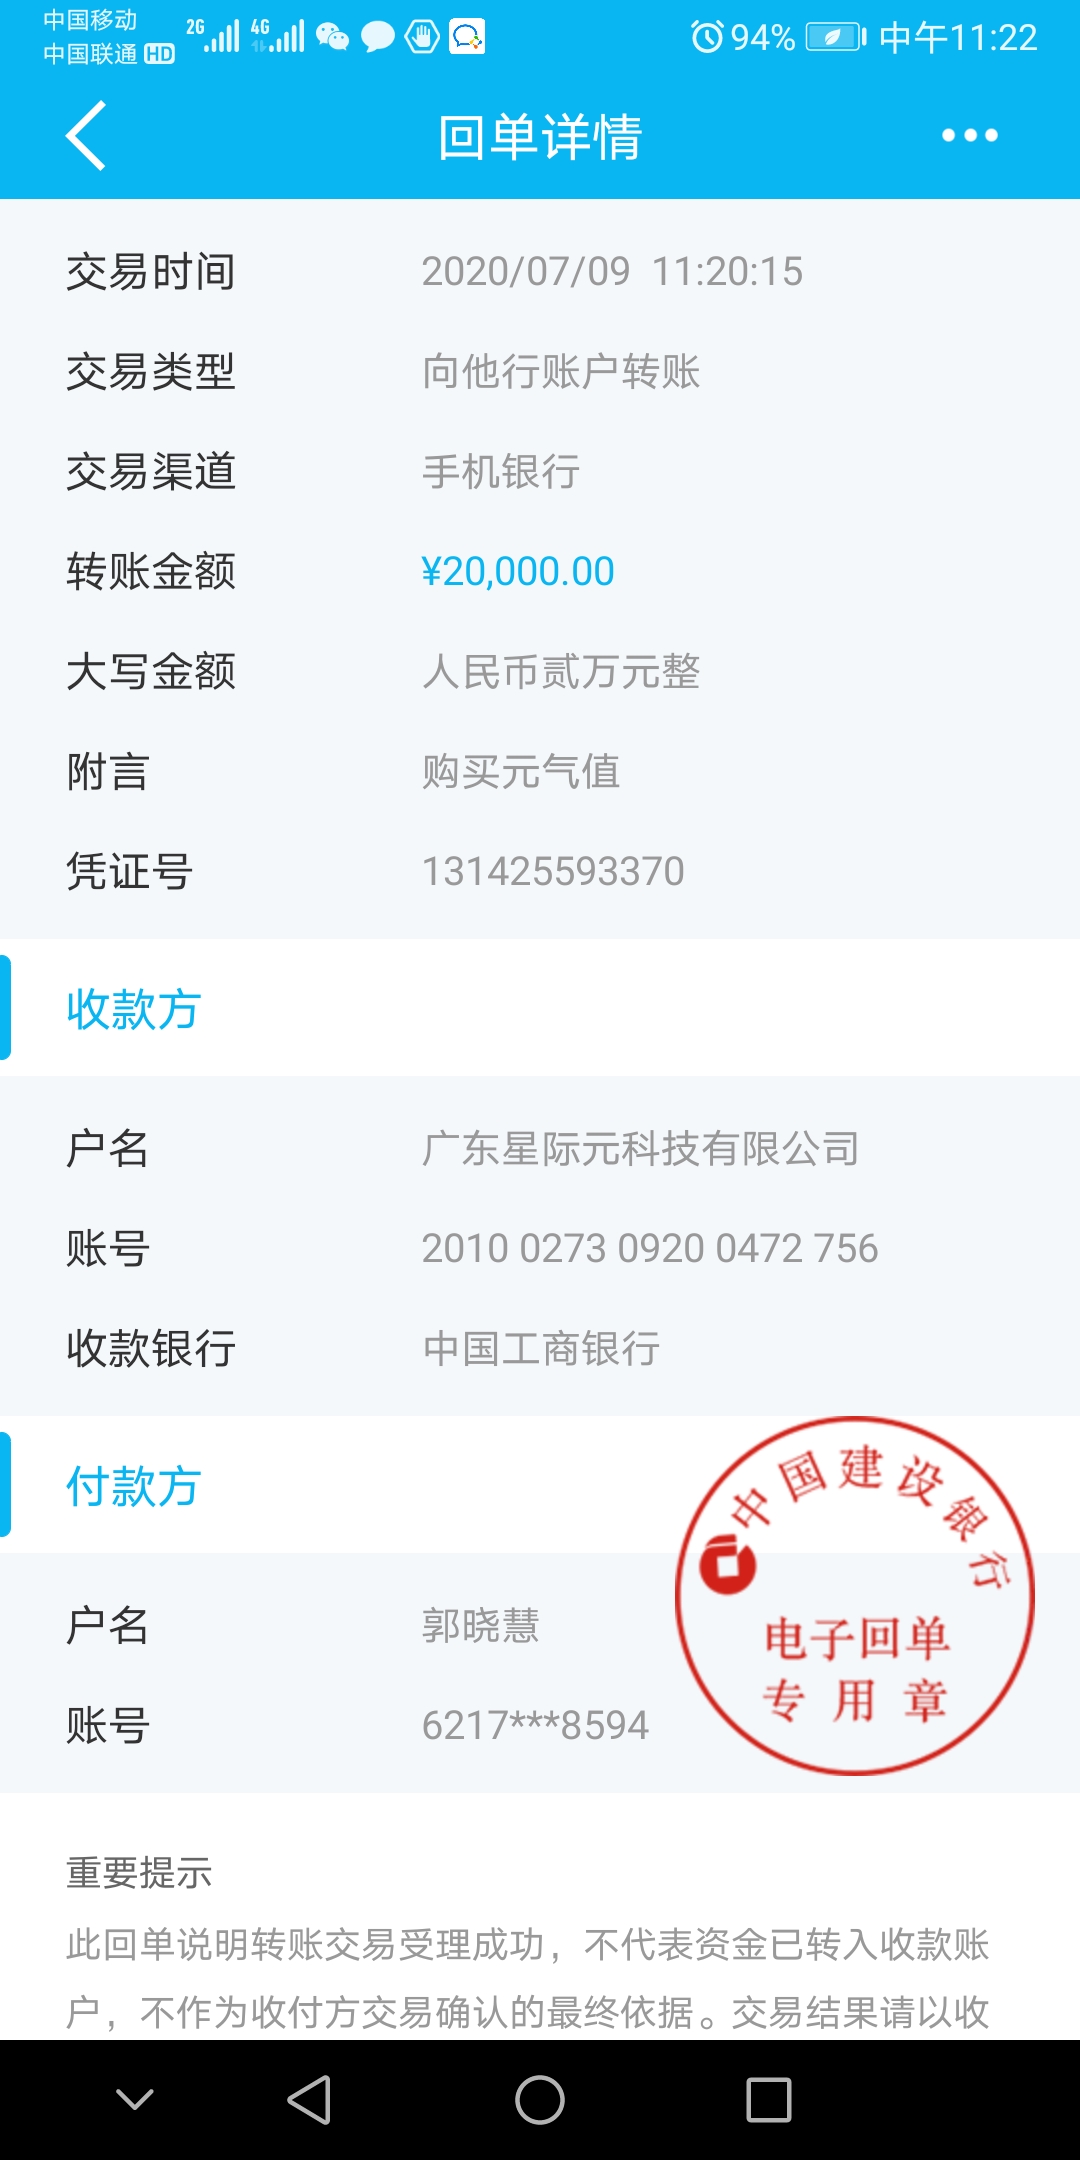 中国移动
中国联通 HD
2G 4G
94% 中午11:22
回单详情
交易时间 2020/07/09 11:20:15
交易类型 向他行账户转账
交易渠道 手机银行
转账金额 ¥20,000.00
大写金额 人民币贰万元整
附言 购买元气值
凭证号 131425593370
收款方
户名 广东星际元科技有限公司
账号 2010 0273 0920 0472 756
收款银行 中国工商银行
付款方
中国建设银行
电子回单
专用章
户名 郭晓慧
账号 6217***8594
重要提示
此回单说明转账交易受理成功，不代表资金已转入收款账
户，不作为收付方交易确认的最终依据。交易结果请以收